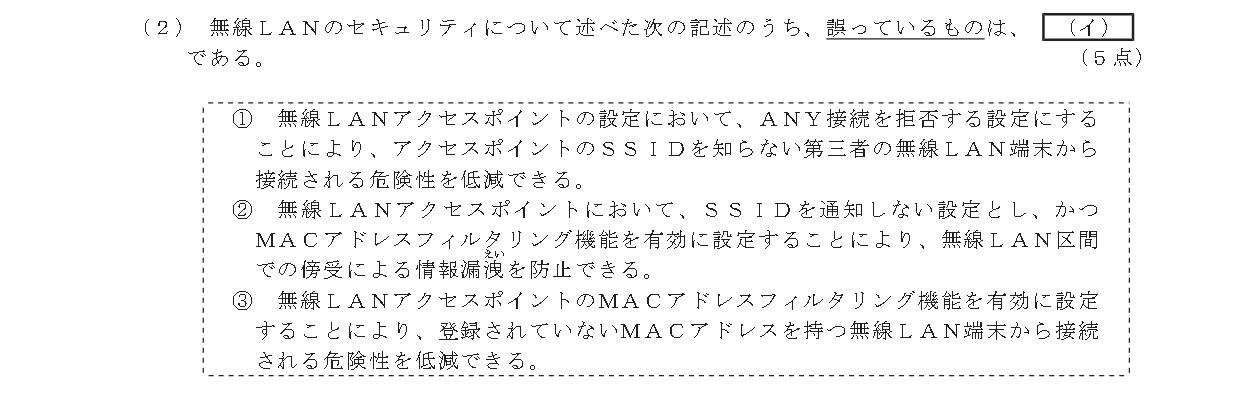 （２） 無線ＬＡＮのセキュリティについて述べた次の記述のうち、誤っているものは、 （イ）
である。 （５点）
① 無線ＬＡＮアクセスポイントの設定において、ＡＮＹ接続を拒否する設定にする
ことにより、アクセスポイントのＳＳＩＤを知らない第三者の無線ＬＡＮ端末から
接続される危険性を低減できる。
② 無線ＬＡＮアクセスポイントにおいて、ＳＳＩＤを通知しない設定とし、かつ
ＭＡＣアドレスフィルタリング機能を有効に設定することにより、無線ＬＡＮ区間
えい
での傍受による情報漏洩を防止できる。
③ 無線ＬＡＮアクセスポイントのＭＡＣアドレスフィルタリング機能を有効に設定
することにより、登録されていないＭＡＣアドレスを持つ無線ＬＡＮ端末から接続
される危険性を低減できる。